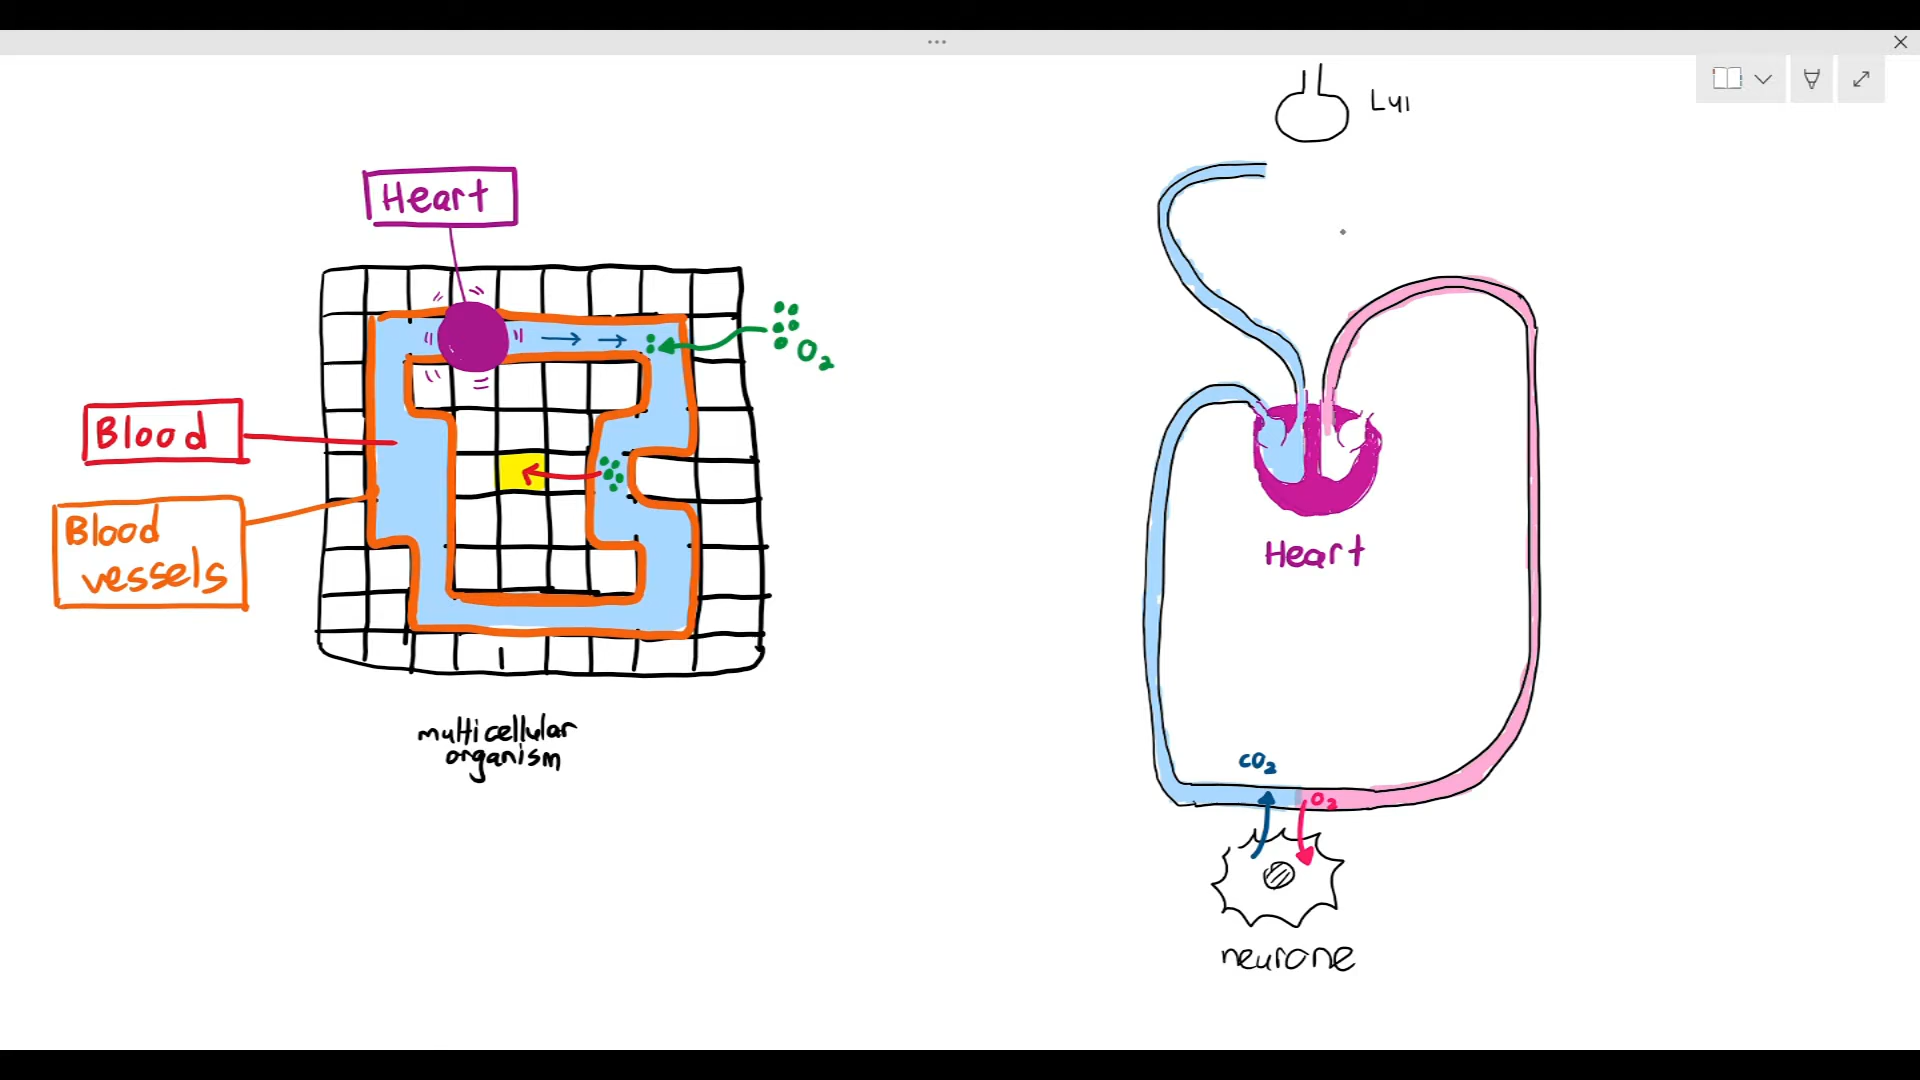 Heart
O2
Blood
Blood
vessels
multicellular
organism
Heart
CO2
O2
neurone